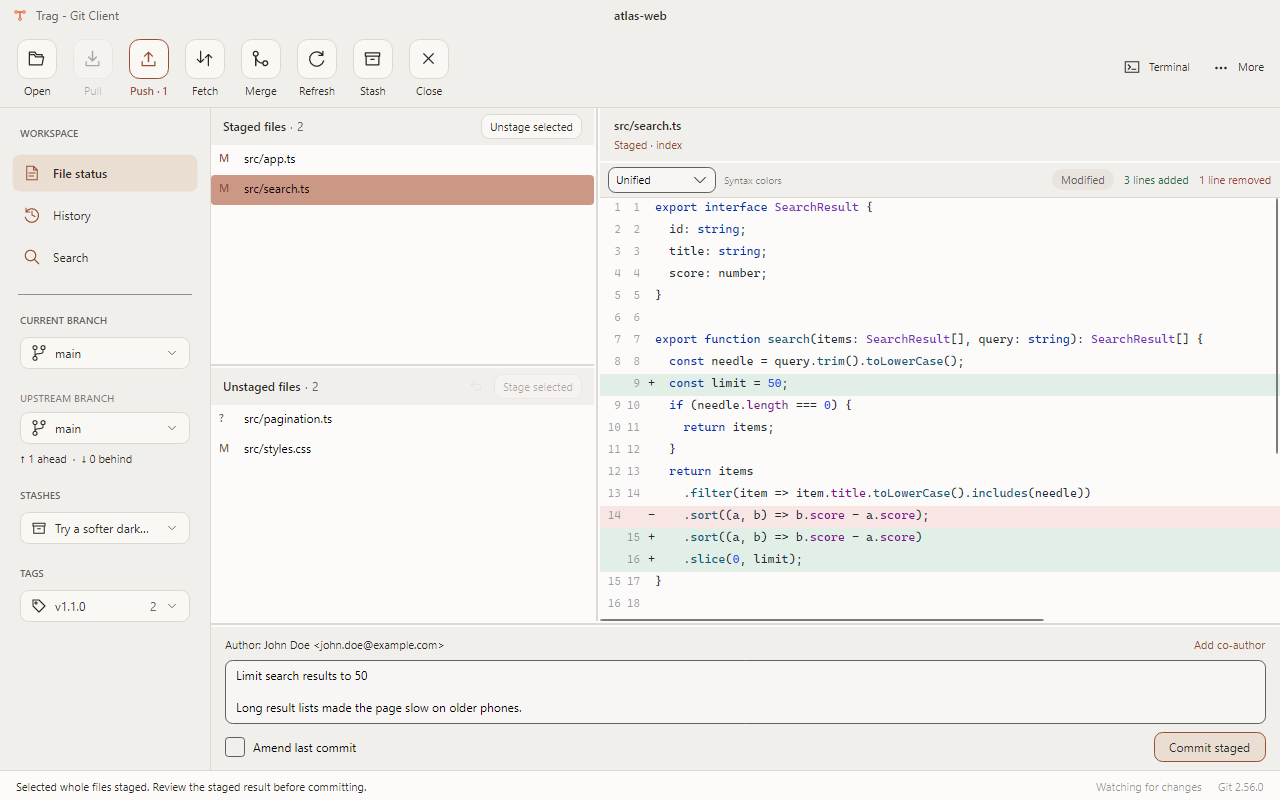 Trag - Git Client
atlas-web
Open
Pull
Push · 1
Fetch
Merge
Refresh
Stash
Close
Terminal
More
WORKSPACE
File status
History
Search
CURRENT BRANCH
main
UPSTREAM BRANCH
main
↑ 1 ahead · ↓ 0 behind
STASHES
Try a softer dark...
TAGS
v1.1.0 2
Staged files · 2
Unstage selected
M src/app.ts
M src/search.ts
Unstaged files · 2
Stage selected
? src/pagination.ts
M src/styles.css
src/search.ts
Staged · index
Unified
Syntax colors
Modified
3 lines added
1 line removed
1 1 export interface SearchResult {
2 2 id: string;
3 3 title: string;
4 4 score: number;
5 5 }
6 6
7 7 export function search(items: SearchResult[], query: string): SearchResult[] {
8 8 const needle = query.trim().toLowerCase();
9 + const limit = 50;
9 10 if (needle.length === 0) {
10 11 return items;
11 12 }
12 13 return items
13 14 .filter(item => item.title.toLowerCase().includes(needle))
14 − .sort((a, b) => b.score - a.score);
15 + .sort((a, b) => b.score - a.score)
16 + .slice(0, limit);
15 17 }
16 18
Author: John Doe <john.doe@example.com>
Add co-author
Limit search results to 50
Long result lists made the page slow on older phones.
Amend last commit
Commit staged
Selected whole files staged. Review the staged result before committing.
Watching for changes
Git 2.56.0